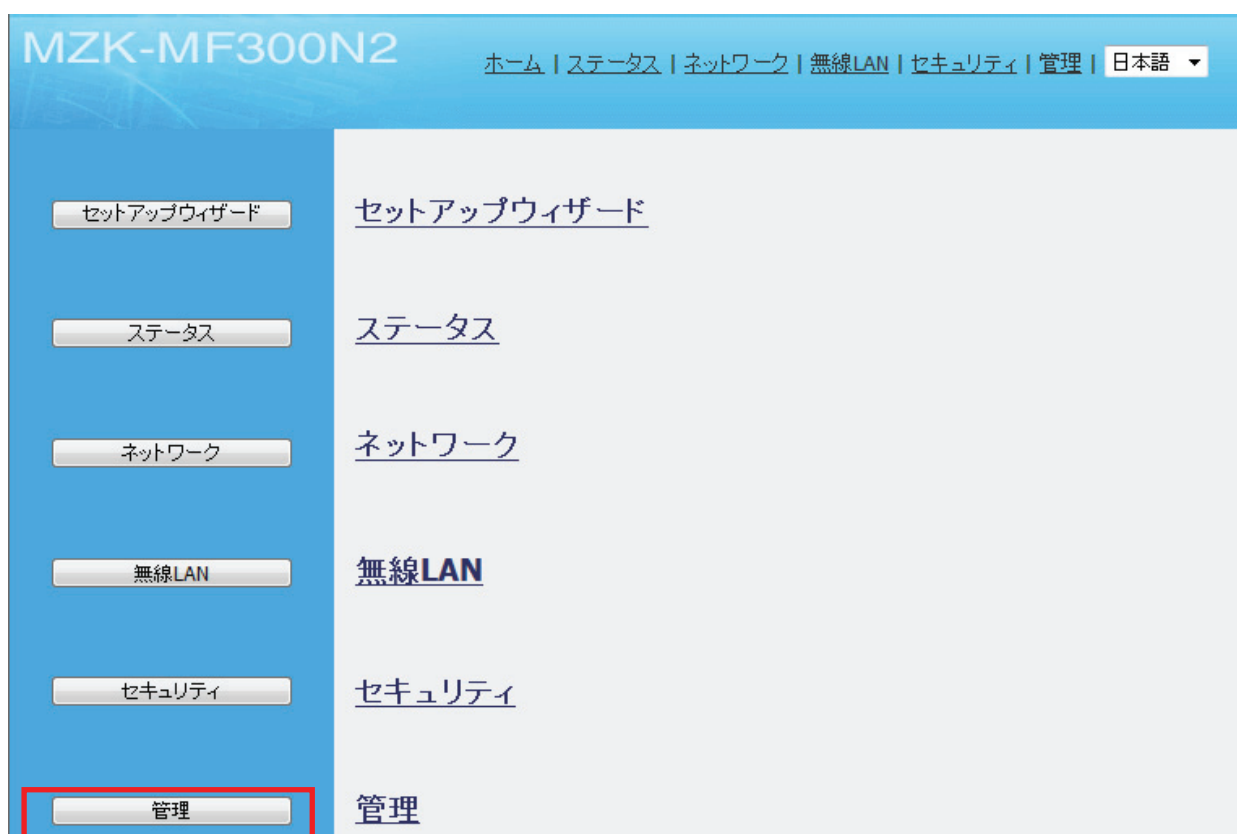 MZK-MF300N2
ホーム | ステータス | ネットワーク | 無線LAN | セキュリティ | 管理 | 日本語
セットアップウィザード セットアップウィザード
ステータス ステータス
ネットワーク ネットワーク
無線LAN 無線LAN
セキュリティ セキュリティ
管理 管理